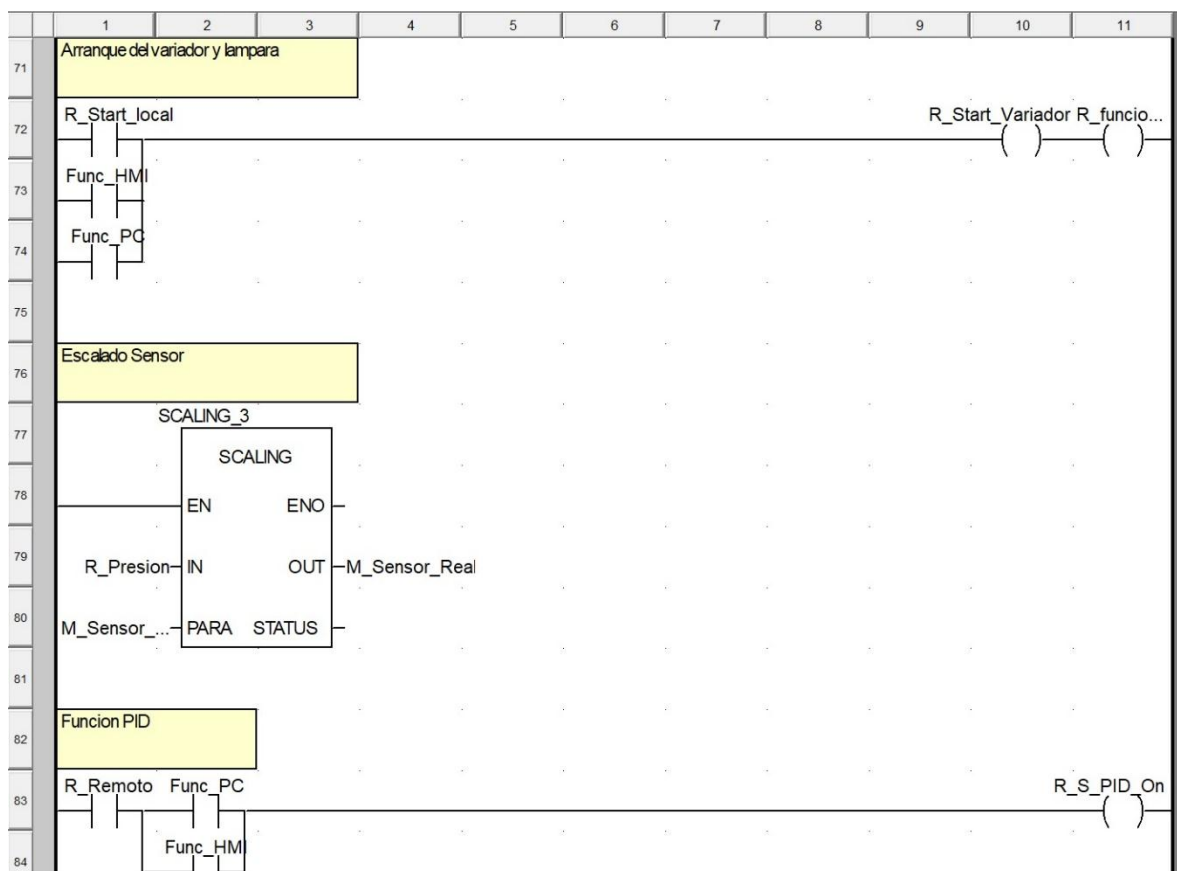 1 2 3 4 5 6 7 8 9 10 11
71 Arranque del variador y lampara
R_Start_local R_Start_Variador R_funcio...
72
Func_HMI
73
Func_PC
74
75
76 Escalado Sensor
SCALING_3
77
SCALING
78 EN ENO
79 R_Presion IN OUT M_Sensor_Real
80 M_Sensor_... PARA STATUS
81
82 Funcion PID
R_Remoto Func_PC R_S_PID_On
83
Func_HMI
84